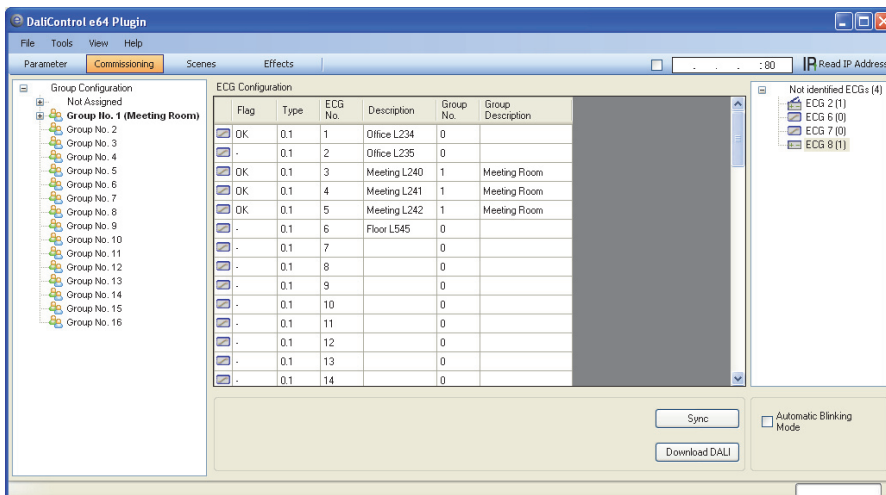 DaliControl e64 Plugin
File Tools View Help
Parameter Commissioning Scenes Effects . . . :80 IP Read IP Address
Group Configuration
Not Assigned
Group No. 1 (Meeting Room)
Group No. 2
Group No. 3
Group No. 4
Group No. 5
Group No. 6
Group No. 7
Group No. 8
Group No. 9
Group No. 10
Group No. 11
Group No. 12
Group No. 13
Group No. 14
Group No. 15
Group No. 16
ECG Configuration
Flag Type ECG No. Description Group No. Group Description
OK 0.1 1 Office L234 0
- 0.1 2 Office L235 0
OK 0.1 3 Meeting L240 1 Meeting Room
OK 0.1 4 Meeting L241 1 Meeting Room
OK 0.1 5 Meeting L242 1 Meeting Room
- 0.1 6 Floor L545 0
- 0.1 7 0
- 0.1 8 0
- 0.1 9 0
- 0.1 10 0
- 0.1 11 0
- 0.1 12 0
- 0.1 13 0
- 0.1 14 0
Not identified ECGs (4)
ECG 2 (1)
ECG 6 (0)
ECG 7 (0)
ECG 8 (1)
Sync
Download DALI
Automatic Blinking
Mode